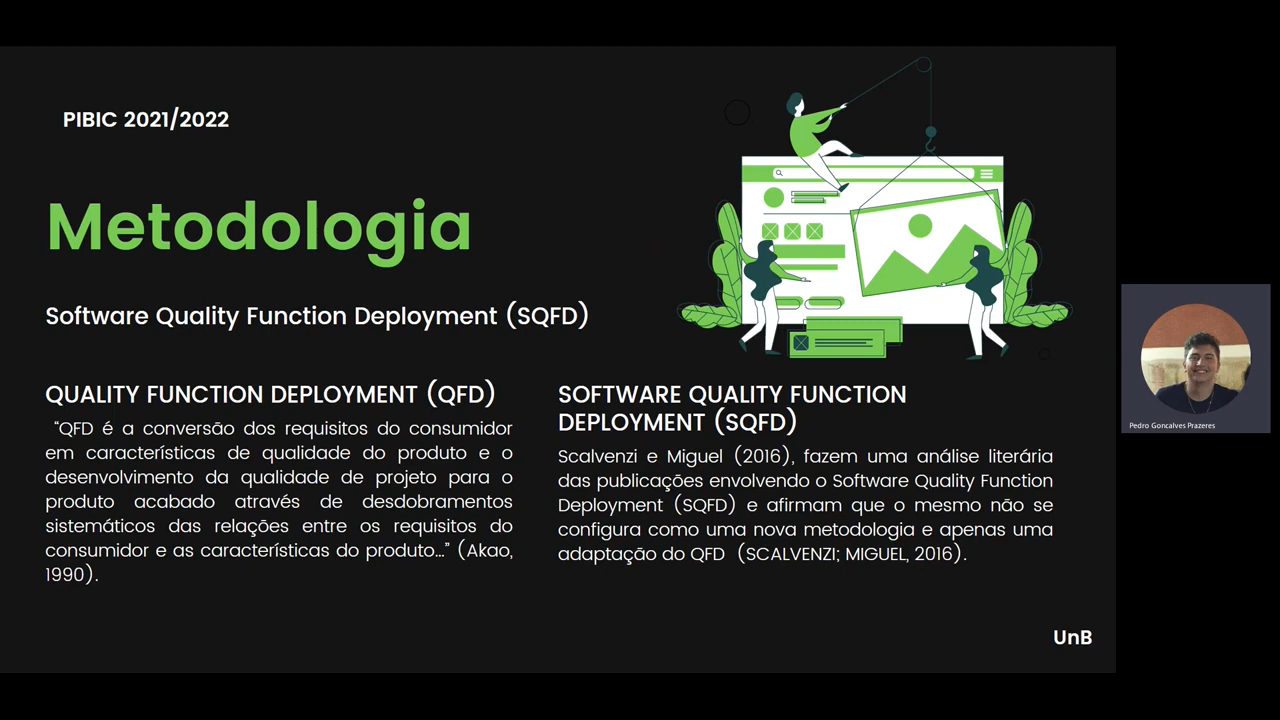 PIBIC 2021/2022
Metodologia
Software Quality Function Deployment (SQFD)
QUALITY FUNCTION DEPLOYMENT (QFD)
“QFD é a conversão dos requisitos do consumidor
em características de qualidade do produto e o
desenvolvimento da qualidade de projeto para o
produto acabado através de desdobramentos
sistemáticos das relações entre os requisitos do
consumidor e as características do produto...” (Akao,
1990).
SOFTWARE QUALITY FUNCTION
DEPLOYMENT (SQFD)
Scalvenzi e Miguel (2016), fazem uma análise literária
das publicações envolvendo o Software Quality Function
Deployment (SQFD) e afirmam que o mesmo não se
configura como uma nova metodologia e apenas uma
adaptação do QFD (SCALVENZI; MIGUEL, 2016).
UnB
Pedro Goncalves Prazeres